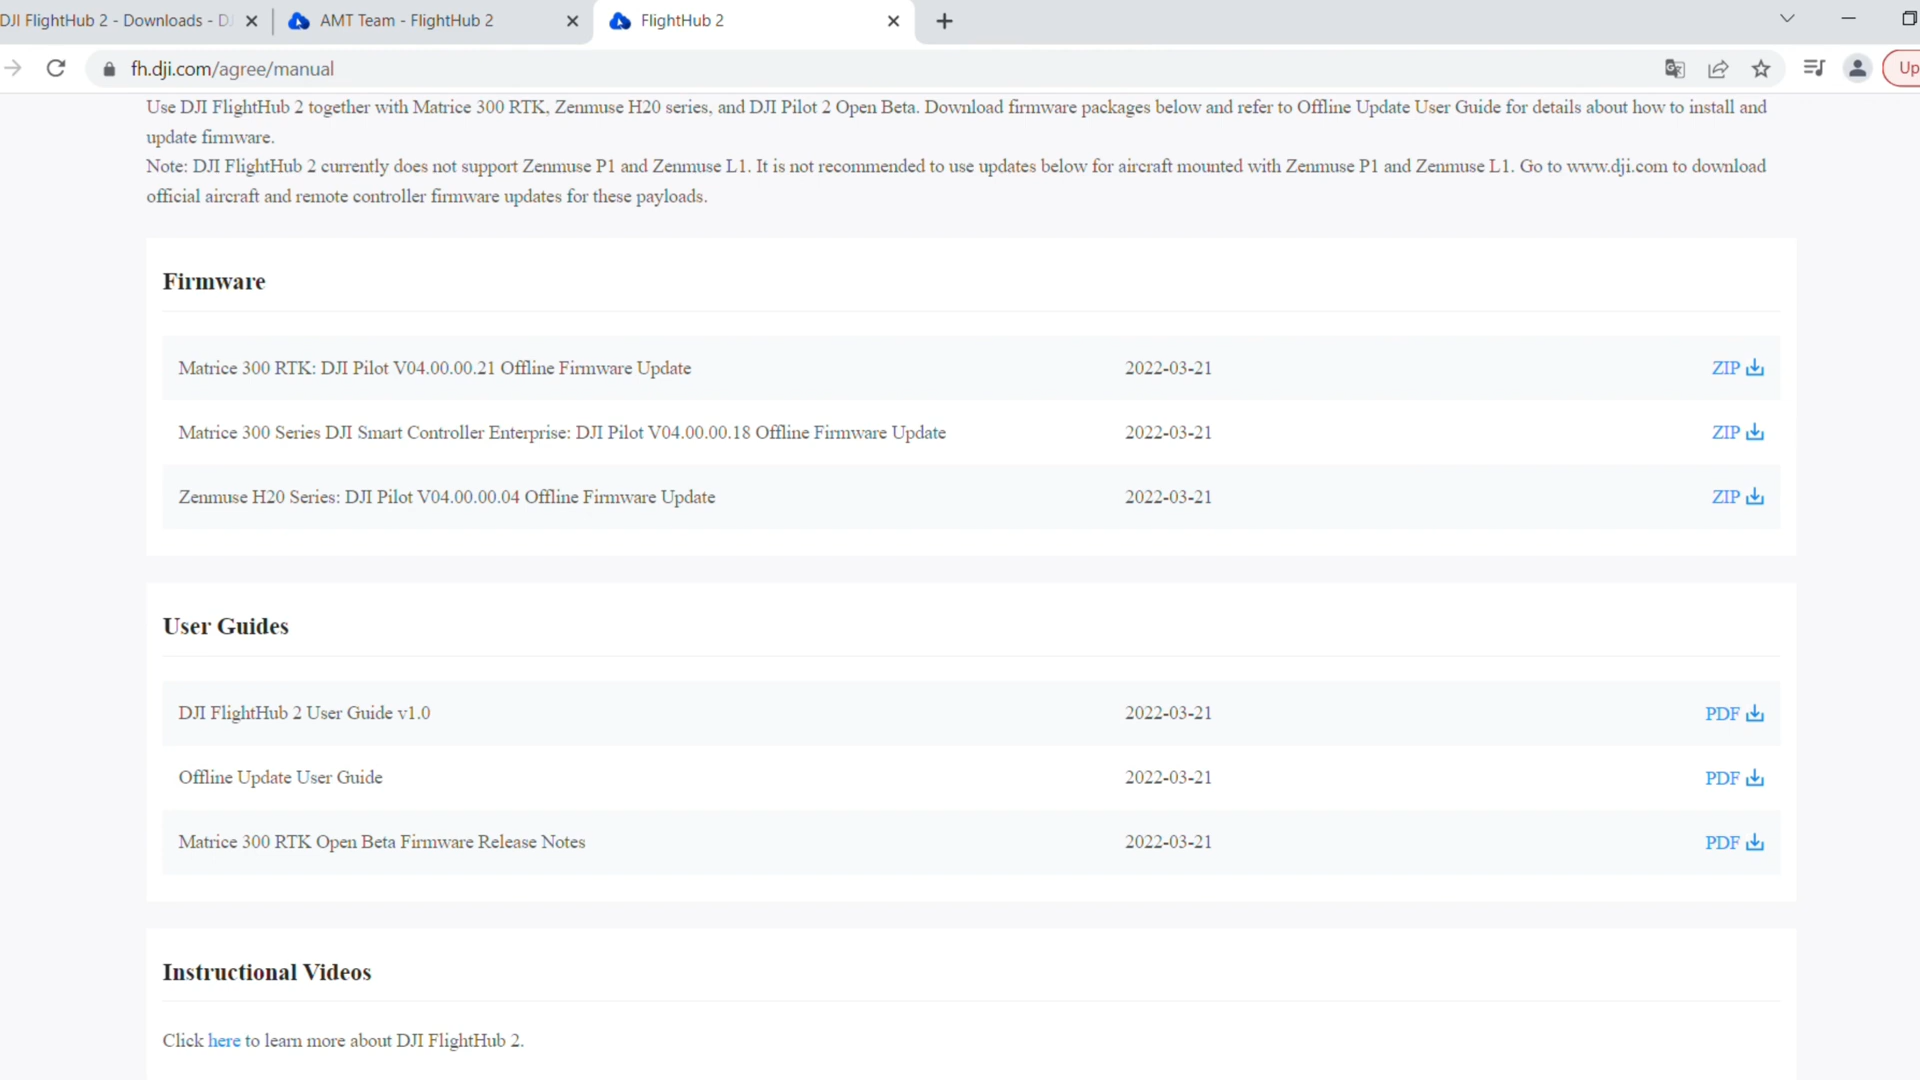 DJI FlightHub 2 - Downloads - D
AMT Team - FlightHub 2
FlightHub 2
fh.dji.com/agree/manual
Up
Use DJI FlightHub 2 together with Matrice 300 RTK, Zenmuse H20 series, and DJI Pilot 2 Open Beta. Download firmware packages below and refer to Offline Update User Guide for details about how to install and
update firmware.
Note: DJI FlightHub 2 currently does not support Zenmuse P1 and Zenmuse L1. It is not recommended to use updates below for aircraft mounted with Zenmuse P1 and Zenmuse L1. Go to www.dji.com to download
official aircraft and remote controller firmware updates for these payloads.
Firmware
Matrice 300 RTK: DJI Pilot V04.00.00.21 Offline Firmware Update 2022-03-21 ZIP
Matrice 300 Series DJI Smart Controller Enterprise: DJI Pilot V04.00.00.18 Offline Firmware Update 2022-03-21 ZIP
Zenmuse H20 Series: DJI Pilot V04.00.00.04 Offline Firmware Update 2022-03-21 ZIP
User Guides
DJI FlightHub 2 User Guide v1.0 2022-03-21 PDF
Offline Update User Guide 2022-03-21 PDF
Matrice 300 RTK Open Beta Firmware Release Notes 2022-03-21 PDF
Instructional Videos
Click here to learn more about DJI FlightHub 2.